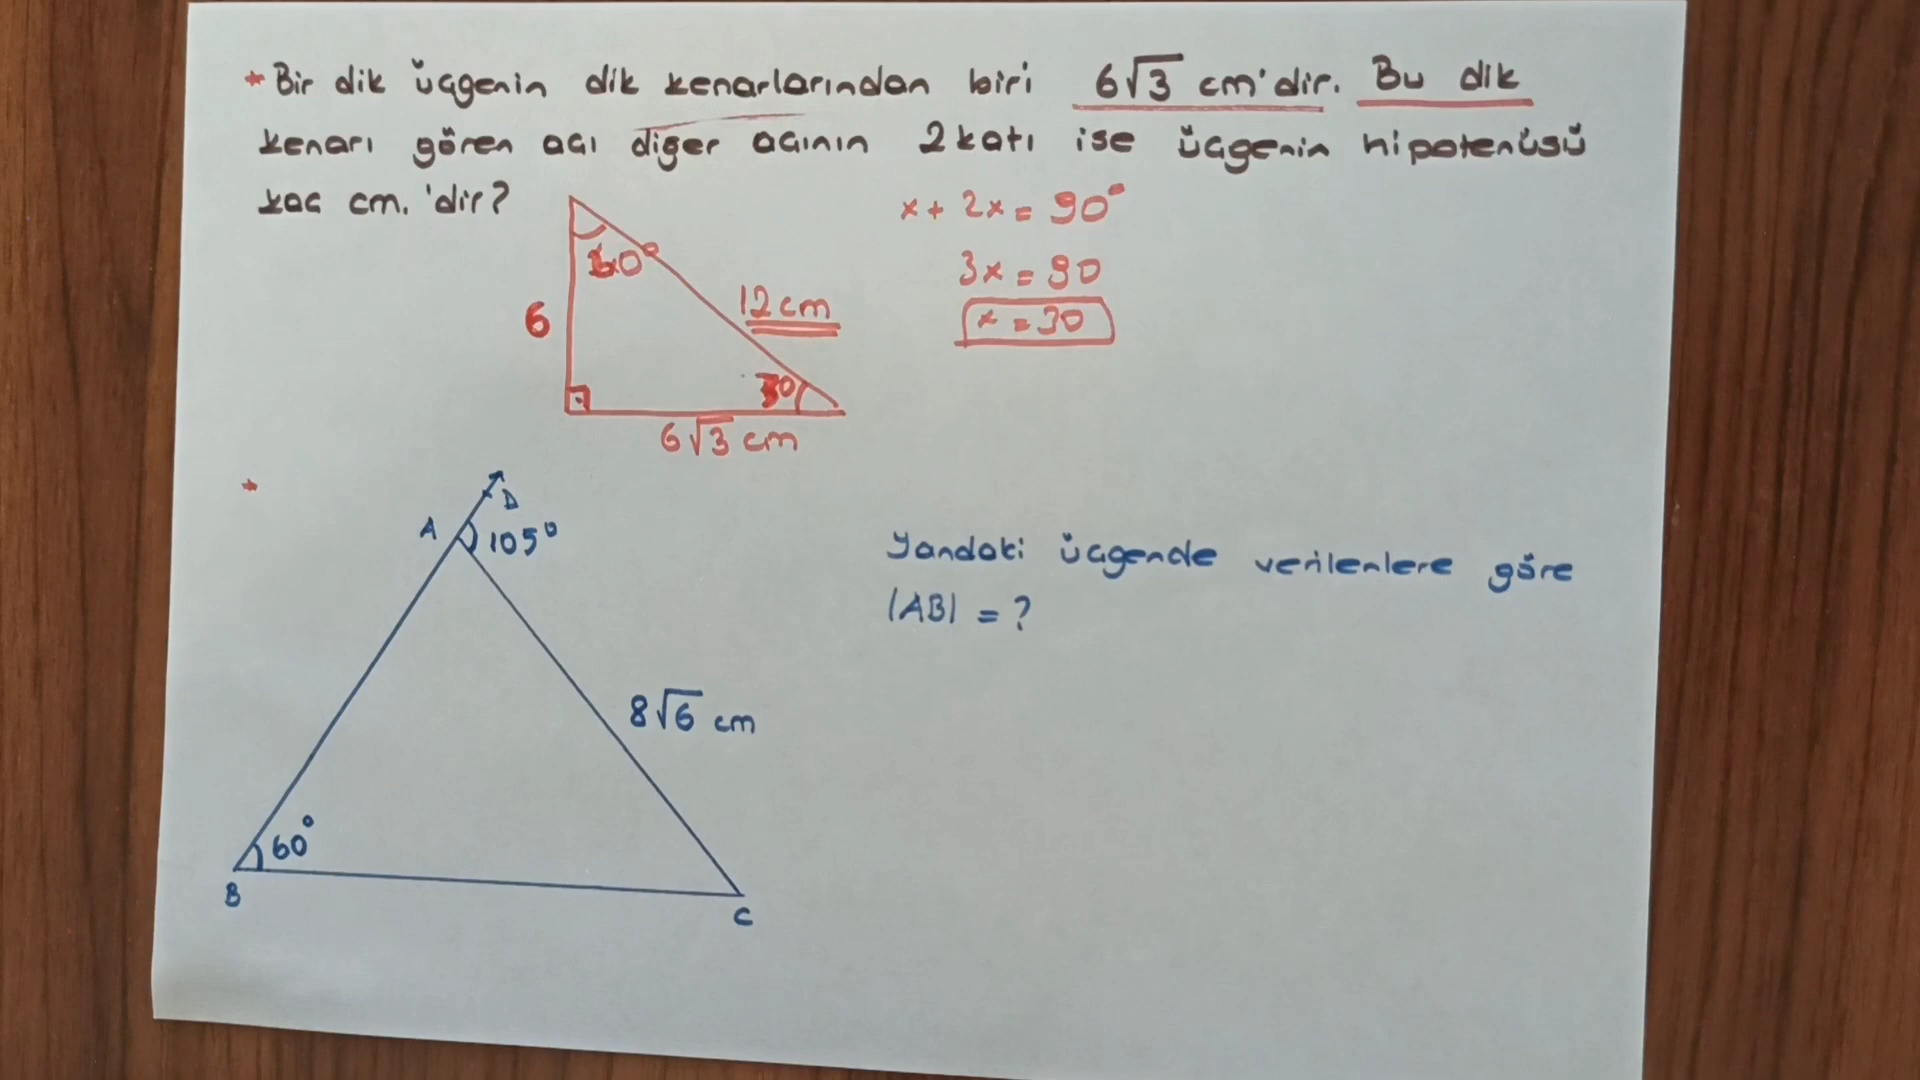 * Bir dik üçgenin dik kenarlarından biri 6√3 cm'dir. Bu dik
kenarı gören açı diğer açının 2 katı ise üçgenin hipotenüsü
kaç cm. 'dir?
x + 2x = 90°
60°
3x = 90
6
12 cm
x = 30
30
6√3 cm
*
D
A
105°
Yandaki üçgende verilenlere göre
|AB| = ?
8√6 cm
60°
B
C